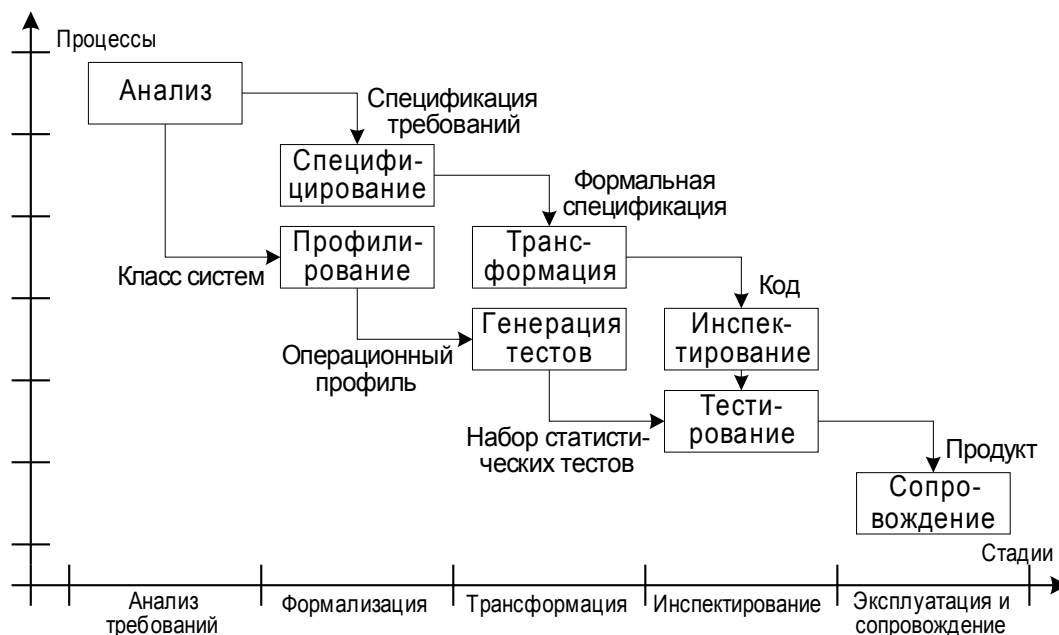 Процессы
Анализ
Спецификация
требований
Специфи-
цирование
Формальная
спецификация
Профили-
рование
Транс-
формация
Класс систем
Код
Генерация
тестов
Инспек-
тирование
Операционный
профиль
Тести-
рование
Набор статисти-
ческих тестов
Продукт
Сопро-
вождение
Стадии
Анализ
требований
Формализация
Трансформация
Инспектирование
Эксплуатация и
сопровождение